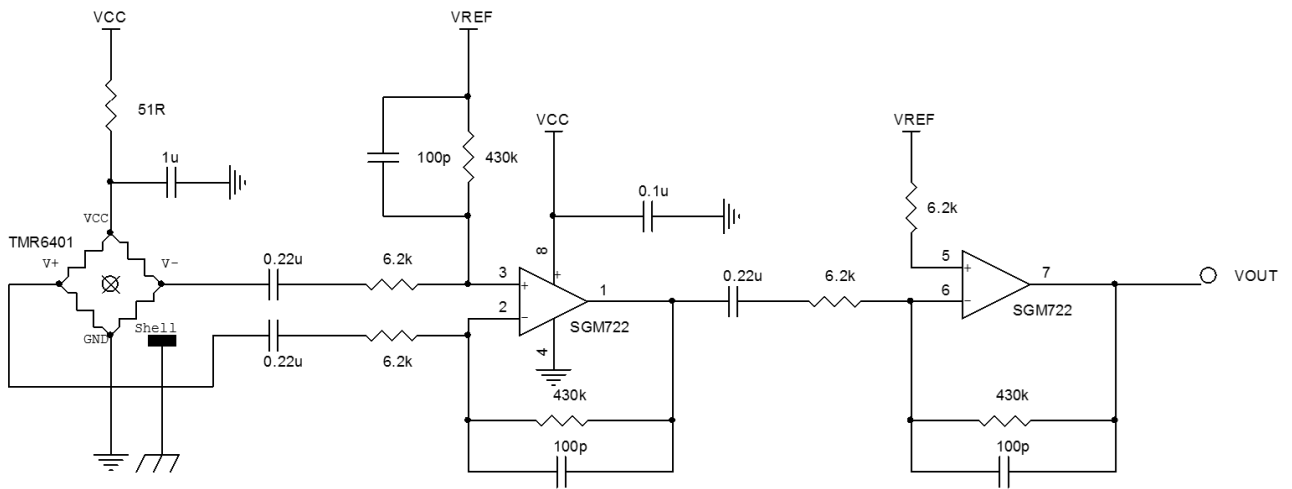 VCC
VREF
51R
1u
100p
430k
VCC
VREF
0.1u
6.2k
VCC
TMR6401
V+
V-
8
+
0.22u
6.2k
3
+
2
-
1
SGM722
4
0.22u
6.2k
5
+
6
-
7
SGM722
VOUT
GND
Shell
0.22u
6.2k
430k
100p
430k
100p